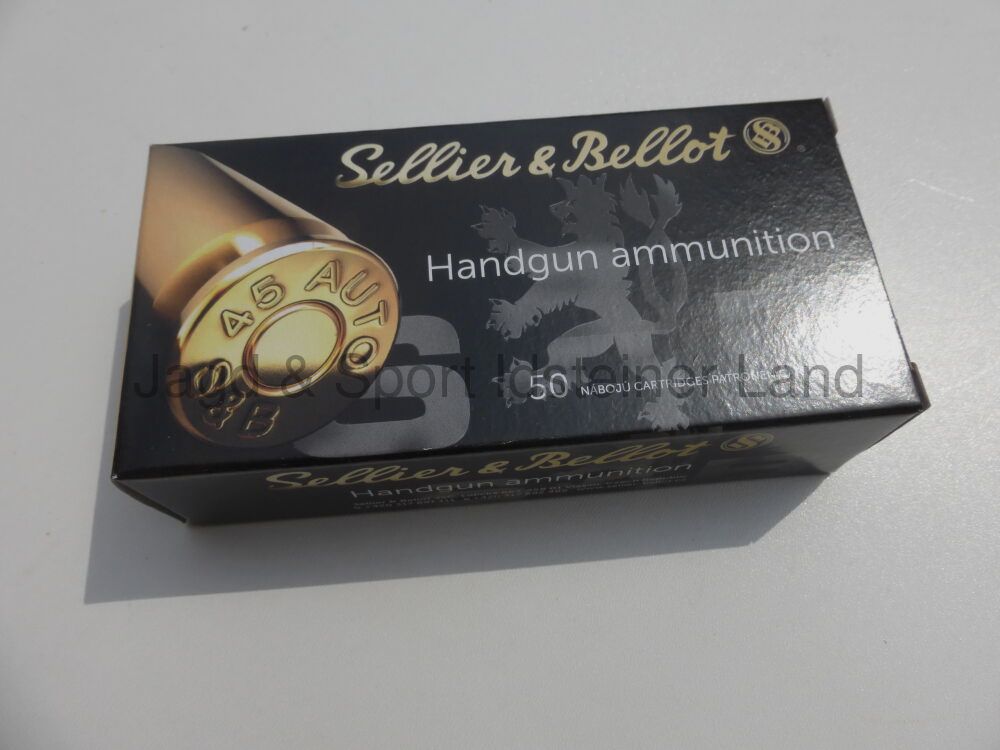 Sellier & Bellot S&B
Handgun ammunition
45 AUTO
S&B
50 NÁBOJŮ CARTRIDGES PATRONEN
Jagd & Sport Idsteiner Land
Sellier & Bellot
Handgun ammunition